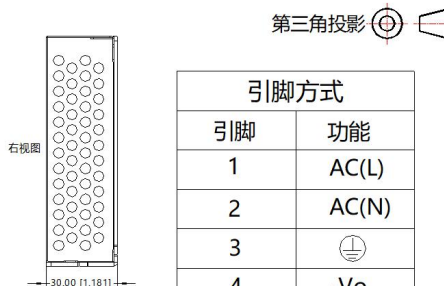 第三角投影
引脚方式
引脚 功能
1 AC(L)
2 AC(N)
右视图
3
4
30.00 [1.181]